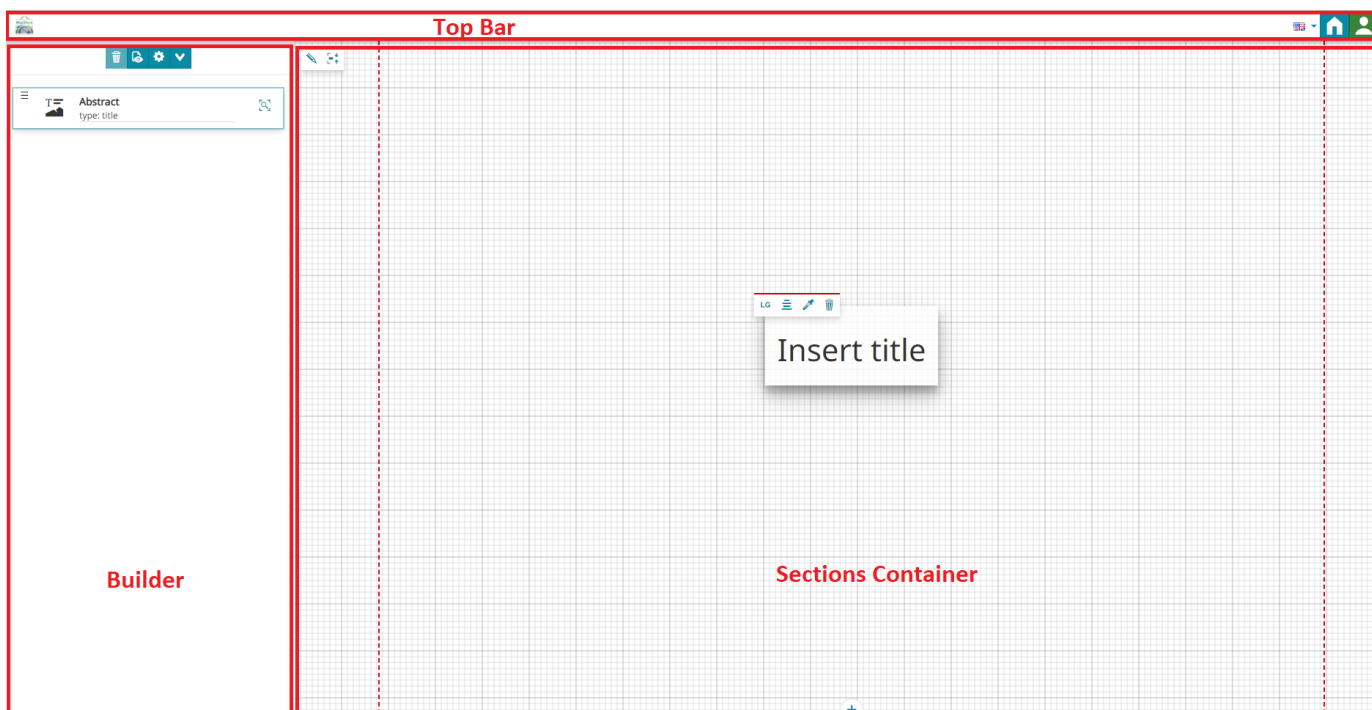 Top Bar
Abstract
type: title
LG
Insert title
Builder
Sections Container